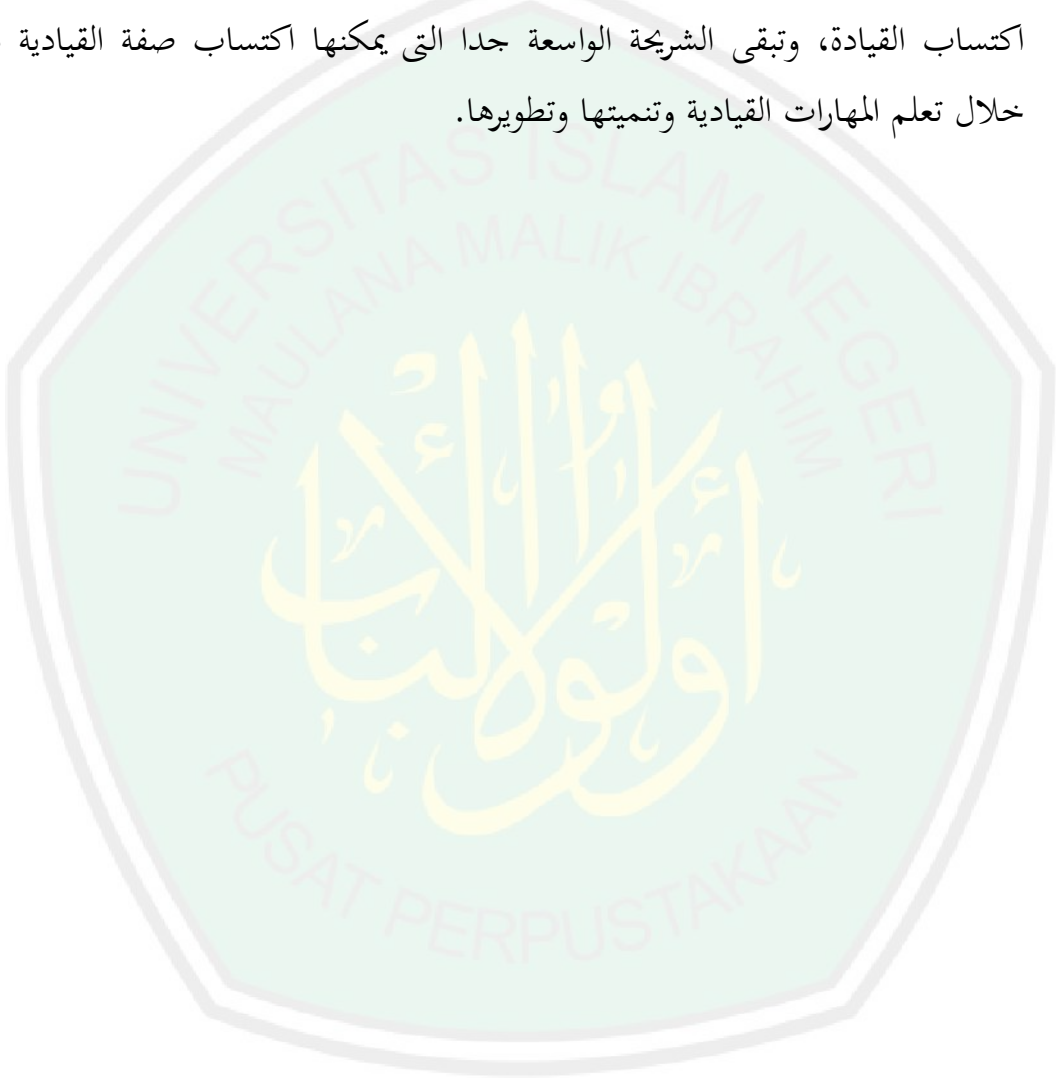 اكتساب القيادة، وتبقى الشريحة الواسعة جدا التى يمكنها اكتساب صفة القيادية
خلال تعلم المهارات القيادية وتنميتها وتطويرها.
UNIVERSITAS ISLAM NEGERI
MAULANA MALIK IBRAHIM
أولوا الألباب
PUSAT PERPUSTAKAAN